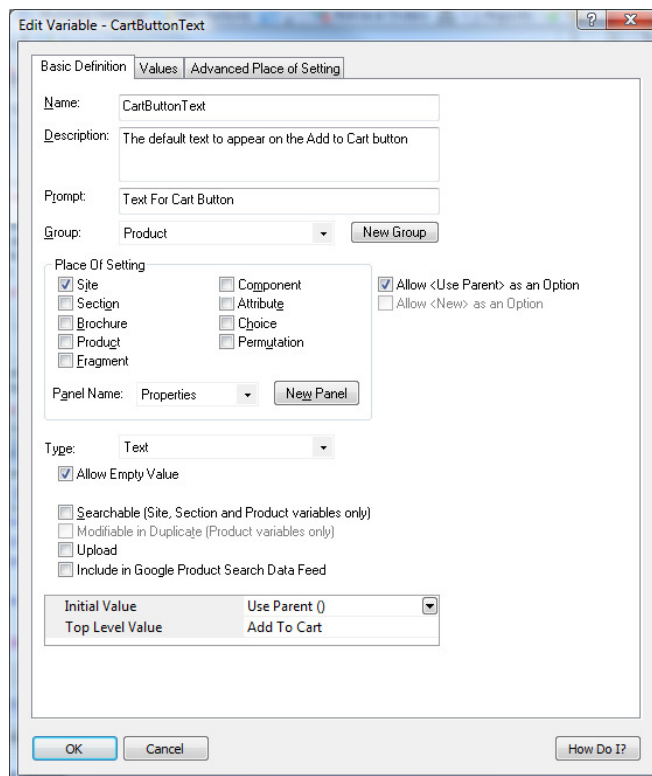 Edit Variable - CartButtonText
Basic Definition Values Advanced Place of Setting
Name: CartButtonText
Description: The default text to appear on the Add to Cart button
Prompt: Text For Cart Button
Group: Product New Group
Place Of Setting
Site Component Allow <Use Parent> as an Option
Section Attribute Allow <New> as an Option
Brochure Choice
Product Permutation
Fragment
Panel Name: Properties New Panel
Type: Text
Allow Empty Value
Searchable (Site, Section and Product variables only)
Modifiable in Duplicate (Product variables only)
Upload
Include in Google Product Search Data Feed
Initial Value Use Parent ()
Top Level Value Add To Cart
OK Cancel How Do I?